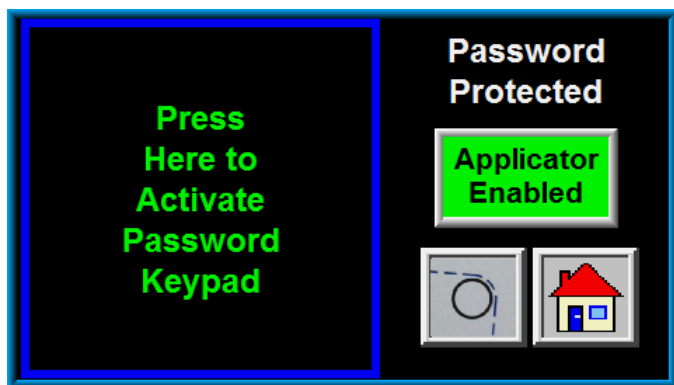 Press
Here to
Activate
Password
Keypad
Password
Protected
Applicator
Enabled